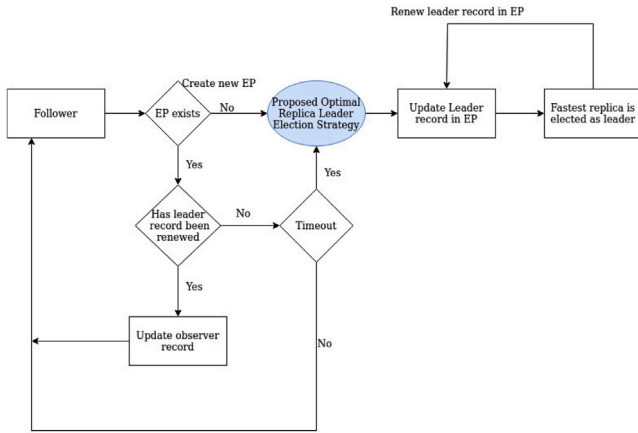 Renew leader record in EP
Create new EP
Follower
EP exists
No
Proposed Optimal
Replica Leader
Election Strategy
Update Leader
record in EP
Fastest replica is
elected as leader
Yes
Yes
Has leader
record been
renewed
No
Timeout
Yes
Update observer
record
No